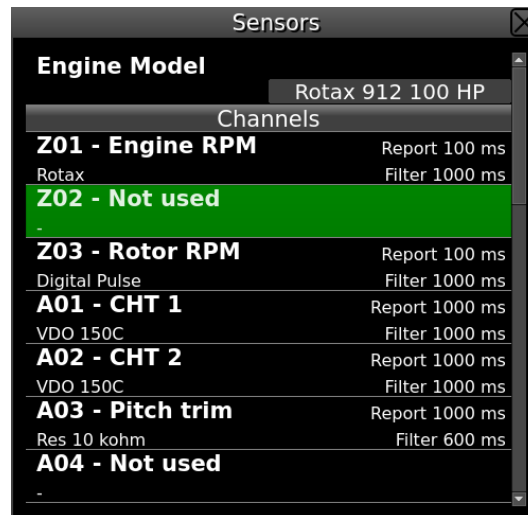 Sensors
Engine Model
Rotax 912 100 HP
Channels
Z01 - Engine RPM Report 100 ms
Rotax Filter 1000 ms
Z02 - Not used
-
Z03 - Rotor RPM Report 100 ms
Digital Pulse Filter 1000 ms
A01 - CHT 1 Report 1000 ms
VDO 150C Filter 1000 ms
A02 - CHT 2 Report 1000 ms
VDO 150C Filter 1000 ms
A03 - Pitch trim Report 1000 ms
Res 10 kohm Filter 600 ms
A04 - Not used
-